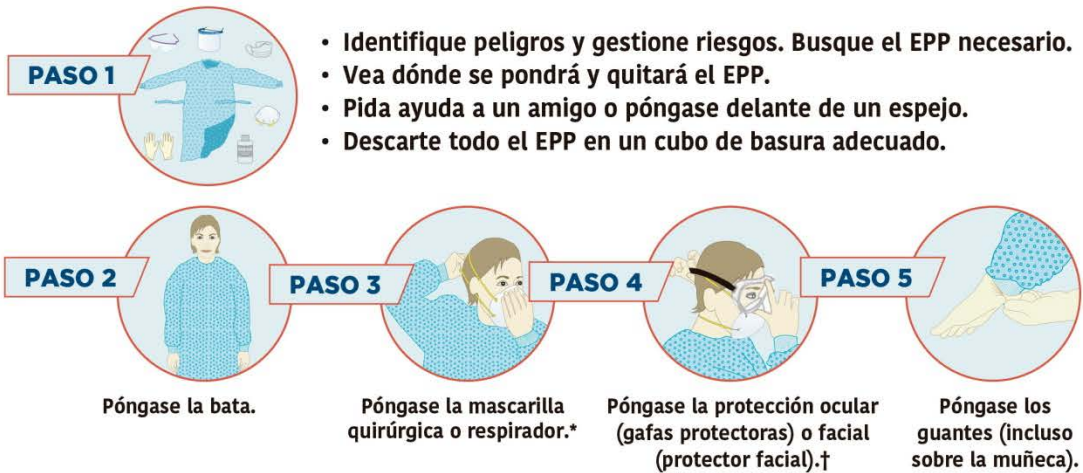 PASO 1
• Identifique peligros y gestione riesgos. Busque el EPP necesario.
• Vea dónde se pondrá y quitará el EPP.
• Pida ayuda a un amigo o póngase delante de un espejo.
• Descarte todo el EPP en un cubo de basura adecuado.
PASO 2
Póngase la bata.
PASO 3
Póngase la mascarilla
quirúrgica o respirador.*
PASO 4
Póngase la protección ocular
(gafas protectoras) o facial
(protector facial).†
PASO 5
Póngase los
guantes (incluso
sobre la muñeca).